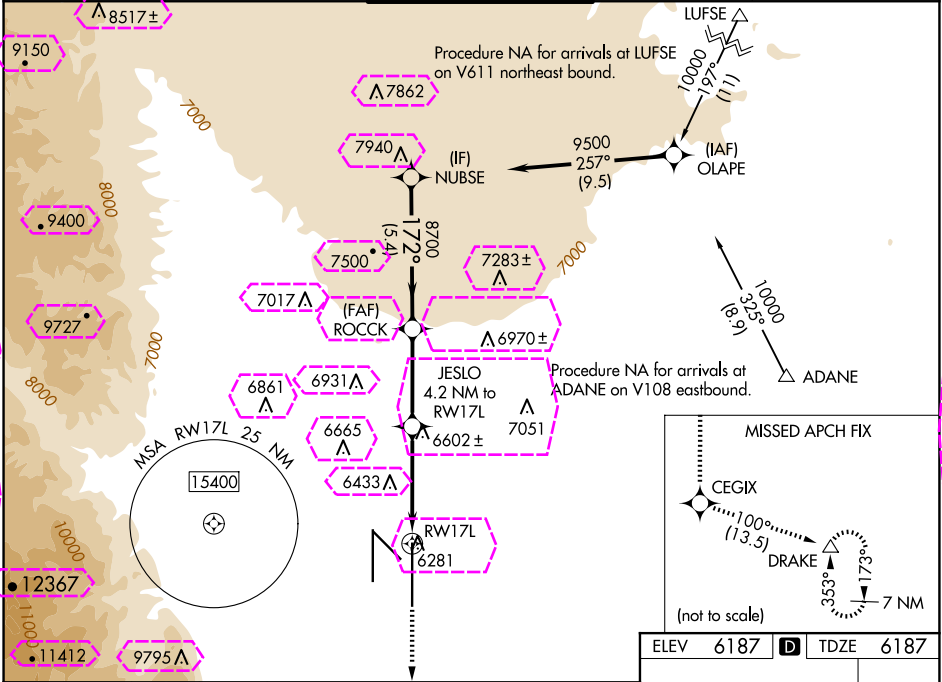 8517±
9150
LUFSE
Procedure NA for arrivals at LUFSE
on V611 northeast bound.
10000
197°
(11)
7862
7000
7940
(IF)
NUBSE
9500
257°
(9.5)
(IAF)
OLAPE
8000
9400
8700
172°
(5.4)
7500
7283±
7000
10000
325°
(8.9)
7017
(FAF)
ROCCK
6970±
9727
7000
8000
6861
6931
JESLO
4.2 NM to
RW17L
7051
6602±
Procedure NA for arrivals at
ADANE on V108 eastbound.
ADANE
6665
6433
MSA RW17L 25 NM
15400
RW17L
6281
MISSED APCH FIX
CEGIX
100°
(13.5)
DRAKE
353°
173°
7 NM
(not to scale)
10000
12367
11000
11412
9795
ELEV 6187 D TDZE 6187